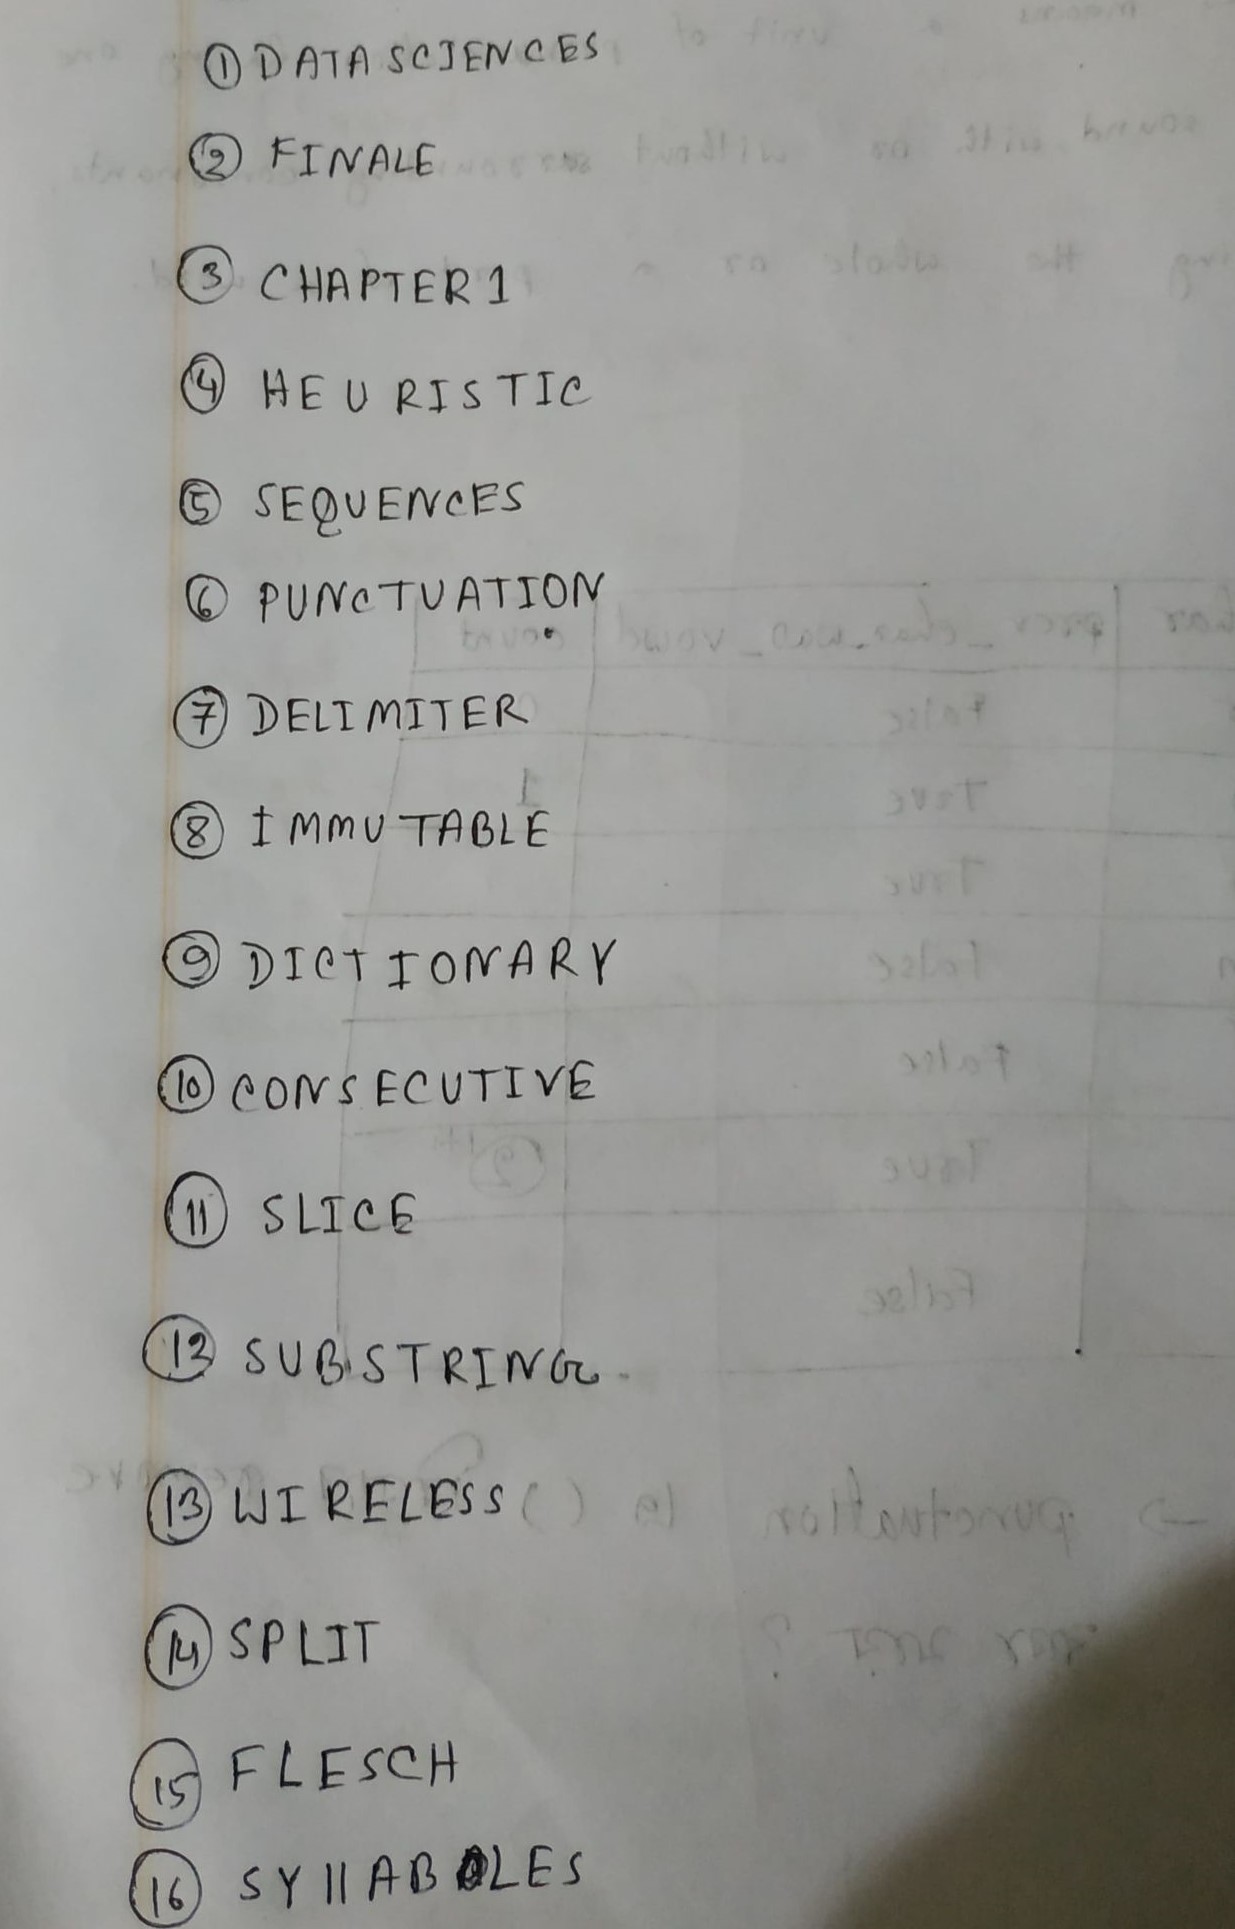 ① DATA SCIENCES
② FINALE
③ CHAPTER 1
④ HEURISTIC
⑤ SEQUENCES
⑥ PUNCTUATION
⑦ DELIMITER
⑧ IMMUTABLE
⑨ DICTIONARY
⑩ CONSECUTIVE
⑪ SLICE
⑫ SUBSTRING
⑬ WIRELESS
⑭ SPLIT
⑮ FLESCH
⑯ SYllABLES